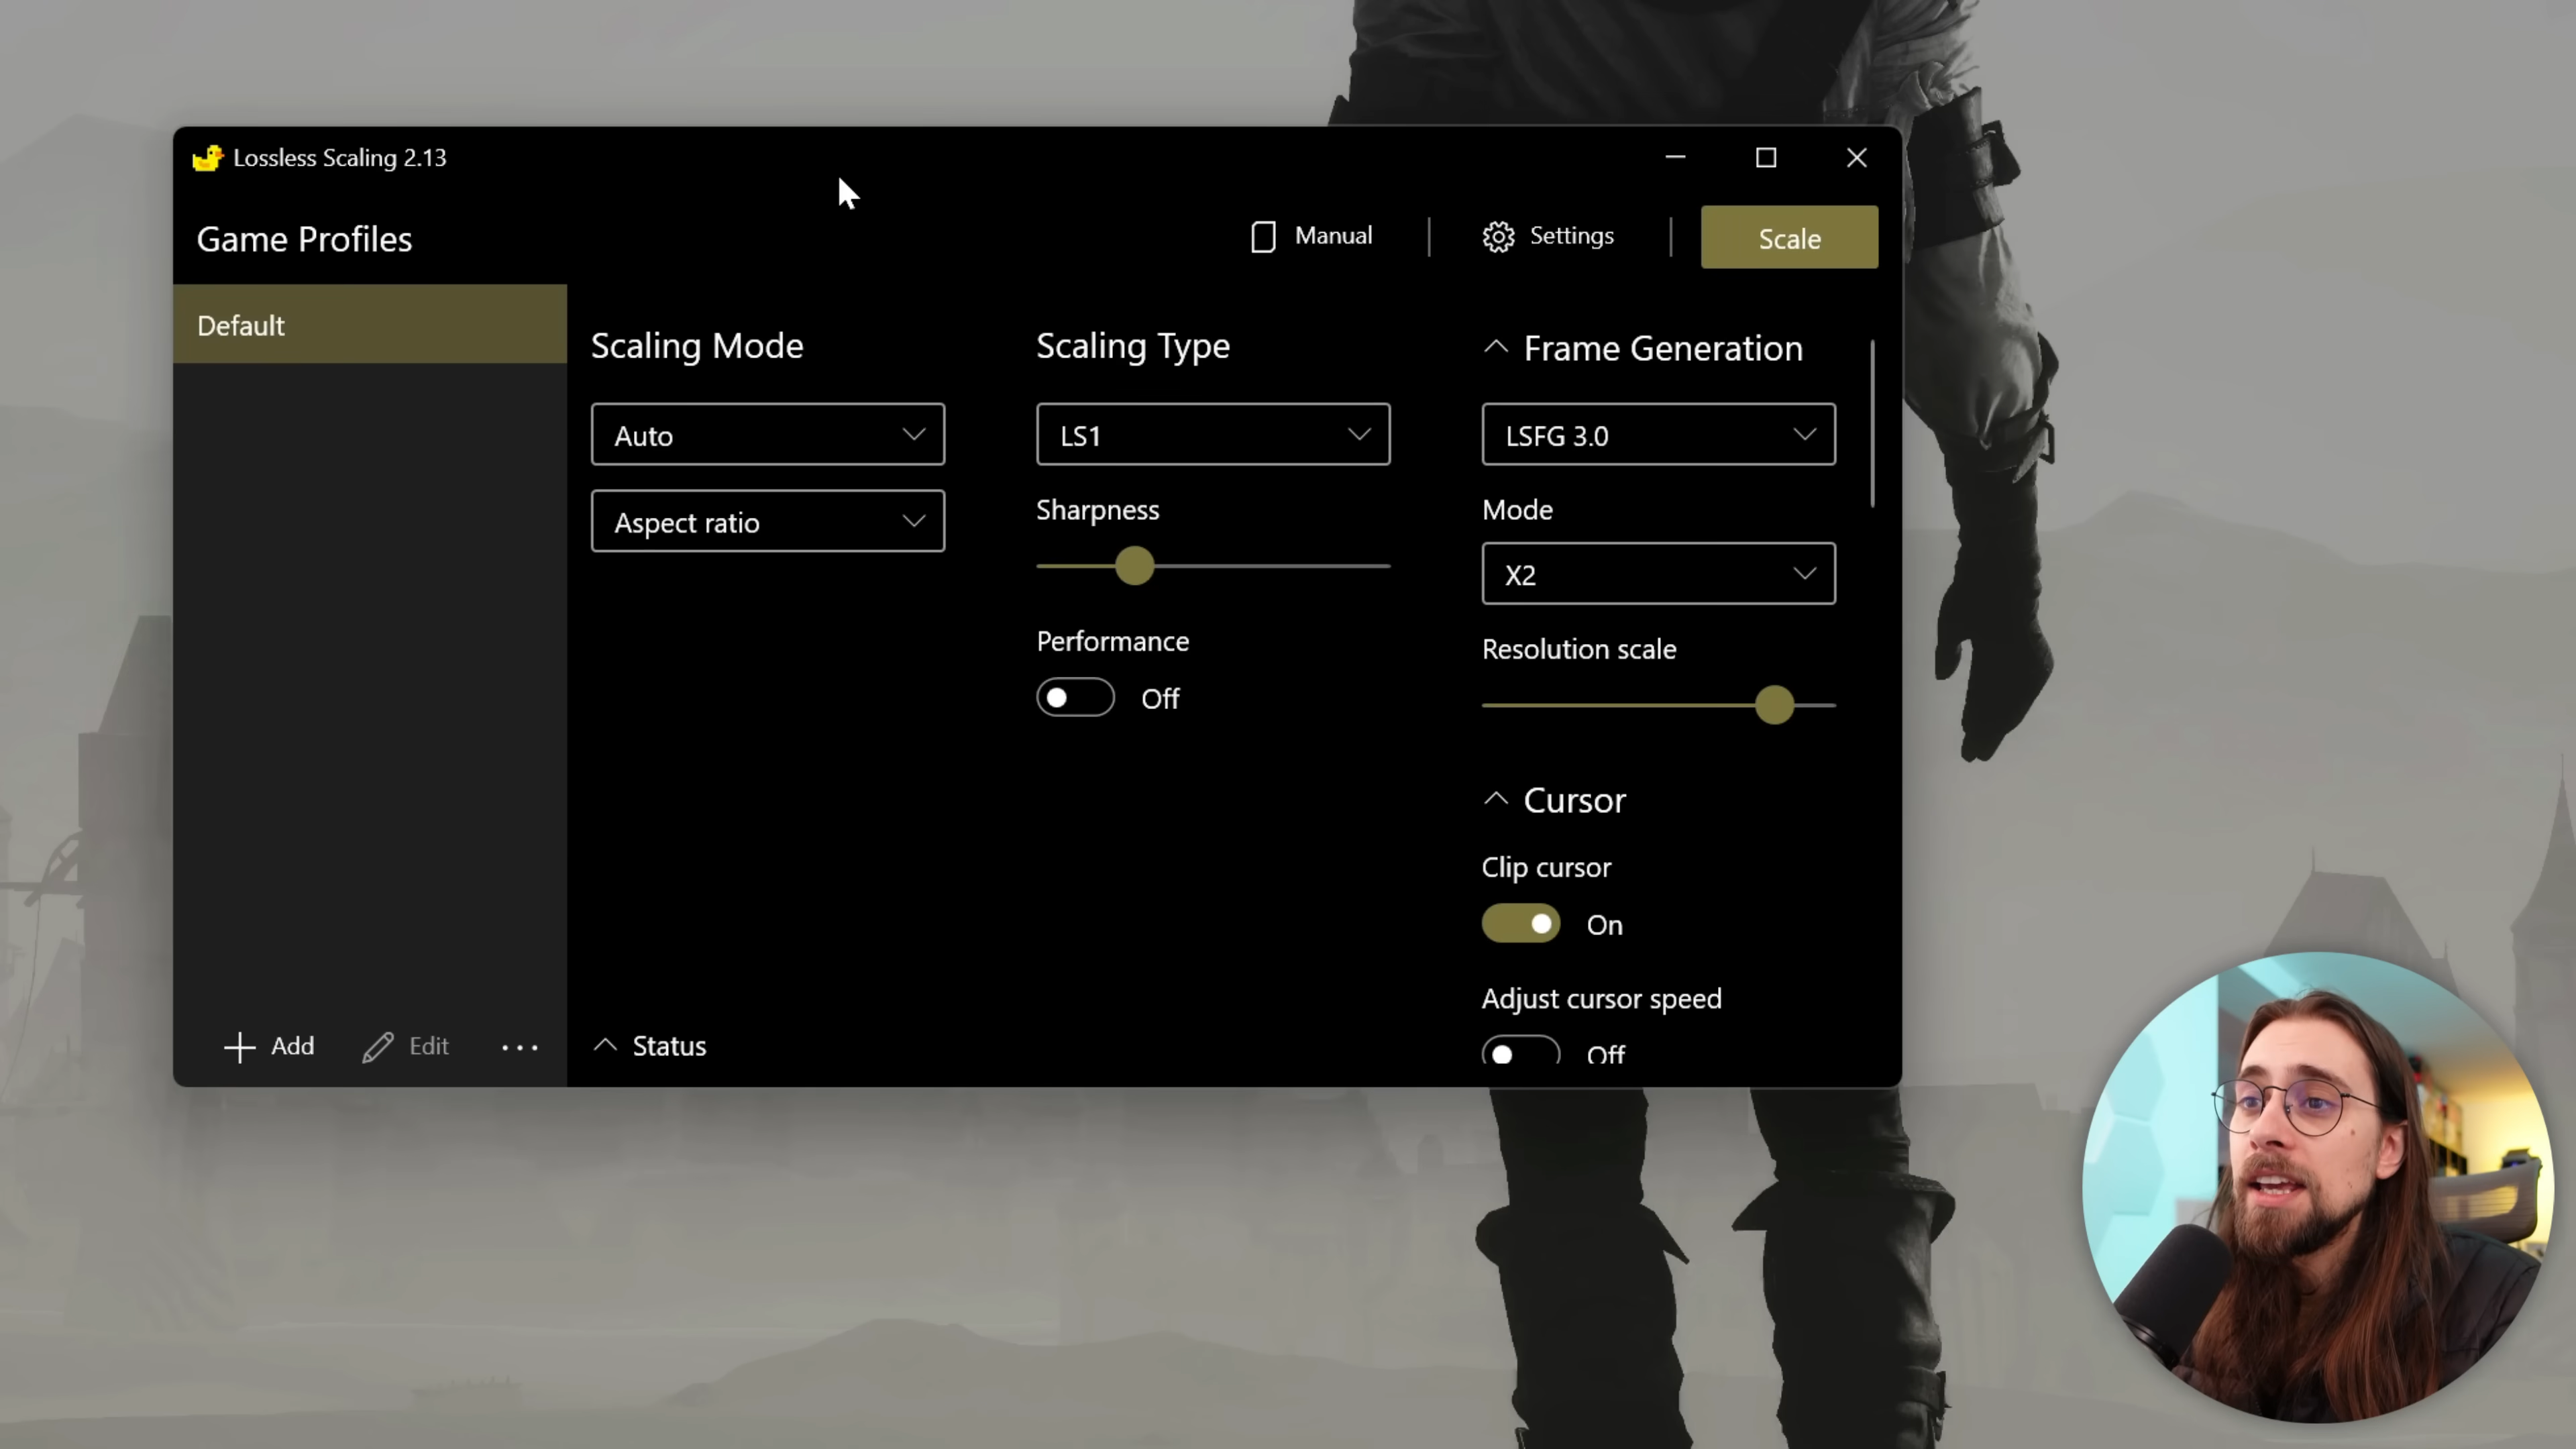 Lossless Scaling 2.13
Game Profiles
Manual
Settings
Scale
Default
Scaling Mode
Auto
Aspect ratio
Scaling Type
LS1
Sharpness
Performance
Off
Frame Generation
LSFG 3.0
Mode
X2
Resolution scale
Cursor
Clip cursor
On
Adjust cursor speed
Off
Add
Edit
Status